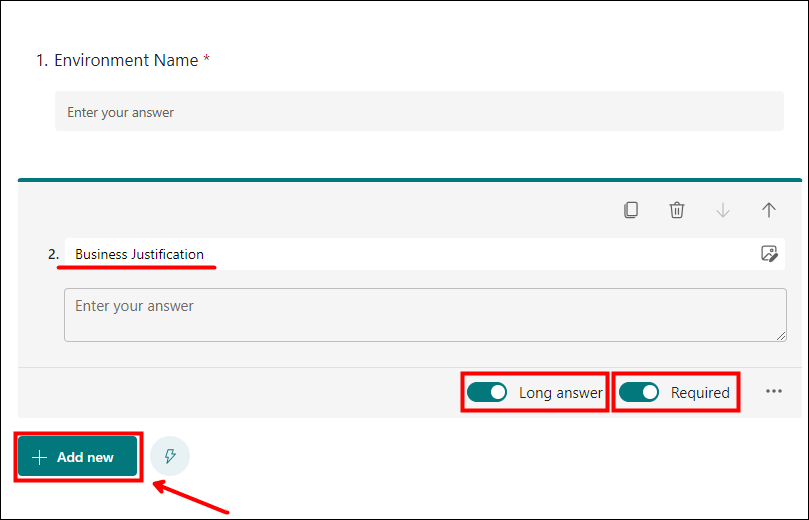 1. Environment Name *
Enter your answer
2. Business Justification
Enter your answer
Long answer
Required
Add new